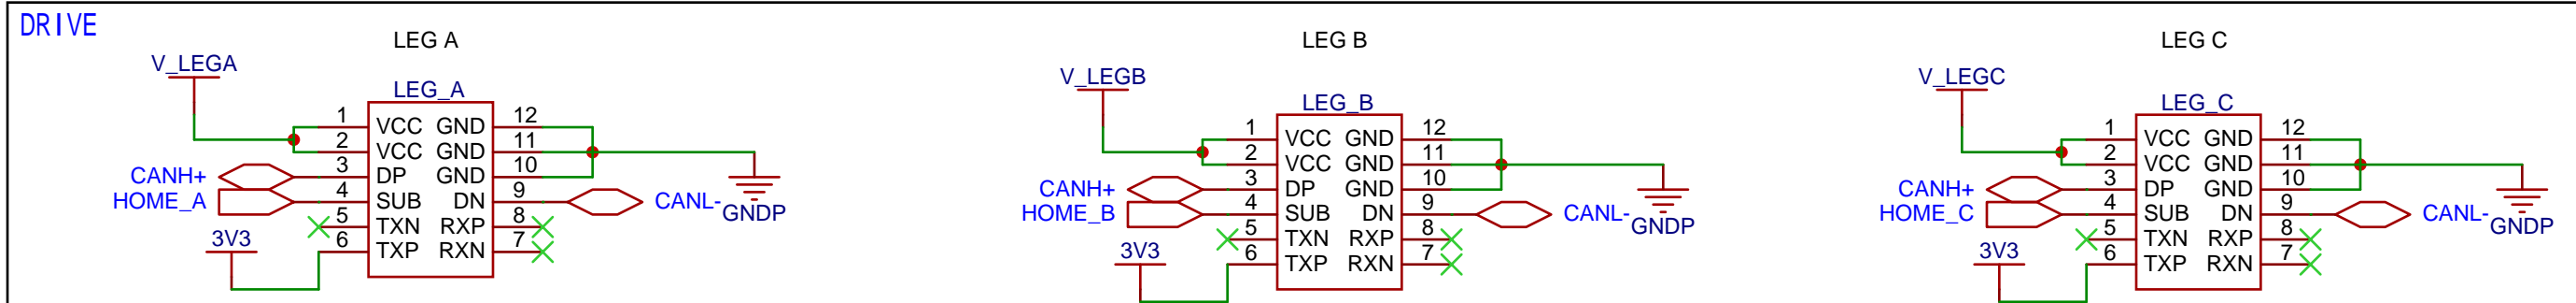 DRIVE
LEG A
V_LEGA
LEG_A
1 VCC GND 12
2 VCC GND 11
CANH+ 3 DP GND 10
HOME_A 4 SUB DN 9 CANL-
GNDP
5 TXN RXP 8
3V3 6 TXP RXN 7
LEG B
V_LEGB
LEG_B
1 VCC GND 12
2 VCC GND 11
CANH+ 3 DP GND 10
HOME_B 4 SUB DN 9 CANL-
GNDP
5 TXN RXP 8
3V3 6 TXP RXN 7
LEG C
V_LEGC
LEG_C
1 VCC GND 12
2 VCC GND 11
CANH+ 3 DP GND 10
HOME_C 4 SUB DN 9 CANL-
GNDP
5 TXN RXP 8
3V3 6 TXP RXN 7